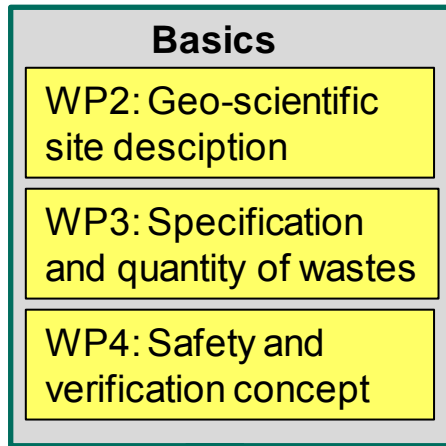 Basics
WP2: Geo-scientific
site desciption
WP3: Specification
and quantity of wastes
WP4: Safety and
verification concept